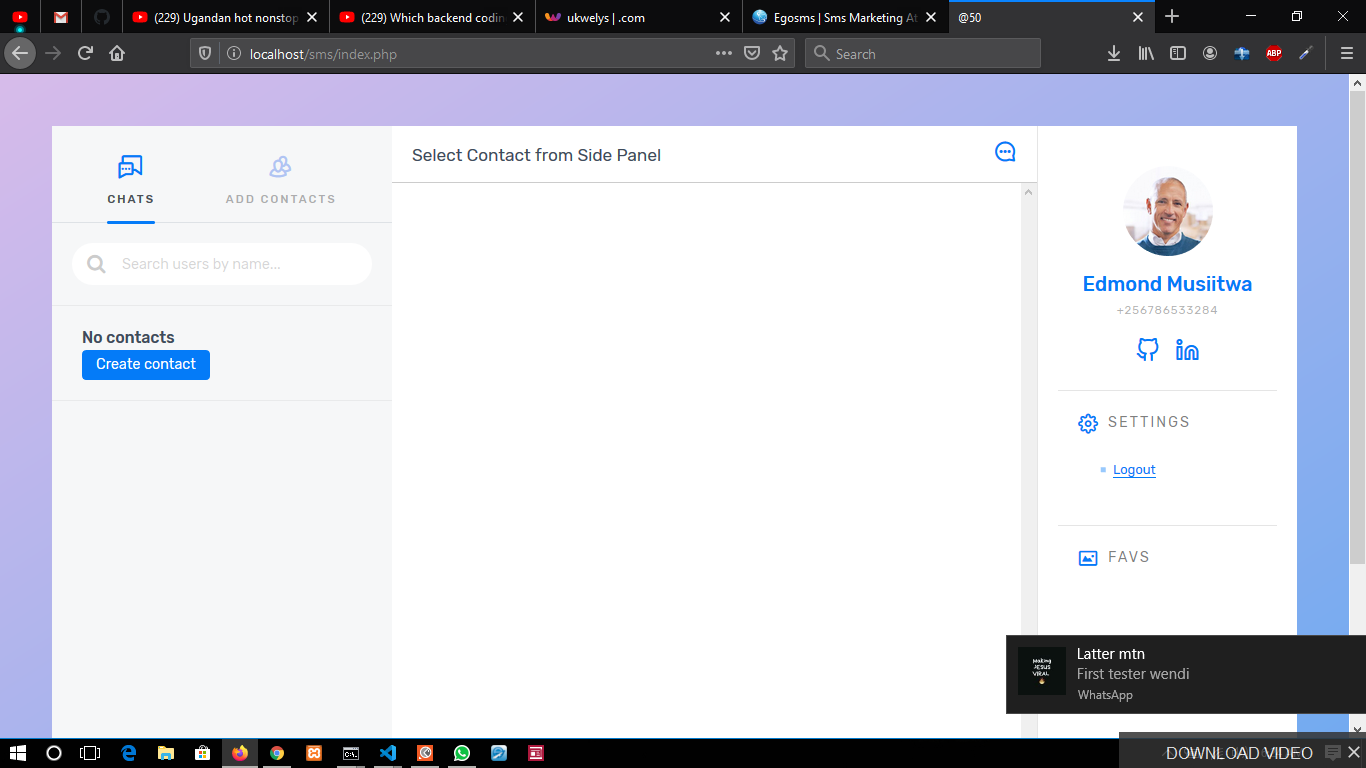 (229) Ugandan hot nonstop
(229) Which backend codin
ukwelys | .com
Egosms | Sms Marketing At
@50
localhost/sms/index.php
Search
ABP
CHATS
ADD CONTACTS
Search users by name...
No contacts
Create contact
Select Contact from Side Panel
Edmond Musiitwa
+256786533284
SETTINGS
Logout
FAVS
Making
JESUS
VIRAL
Latter mtn
First tester wendi
WhatsApp
DOWNLOAD VIDEO